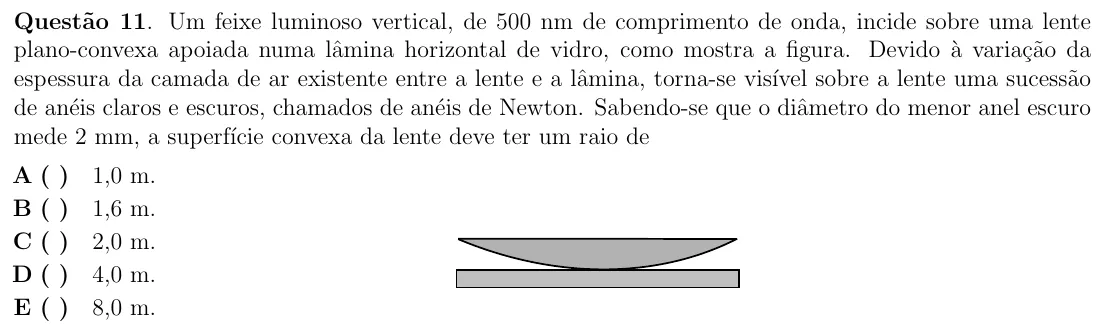 Questão 11. Um feixe luminoso vertical, de 500 nm de comprimento de onda, incide sobre uma lente
plano-convexa apoiada numa lâmina horizontal de vidro, como mostra a figura. Devido à variação da
espessura da camada de ar existente entre a lente e a lâmina, torna-se visível sobre a lente uma sucessão
de anéis claros e escuros, chamados de anéis de Newton. Sabendo-se que o diâmetro do menor anel escuro
mede 2 mm, a superfície convexa da lente deve ter um raio de
A ( ) 1,0 m.
B ( ) 1,6 m.
C ( ) 2,0 m.
D ( ) 4,0 m.
E ( ) 8,0 m.